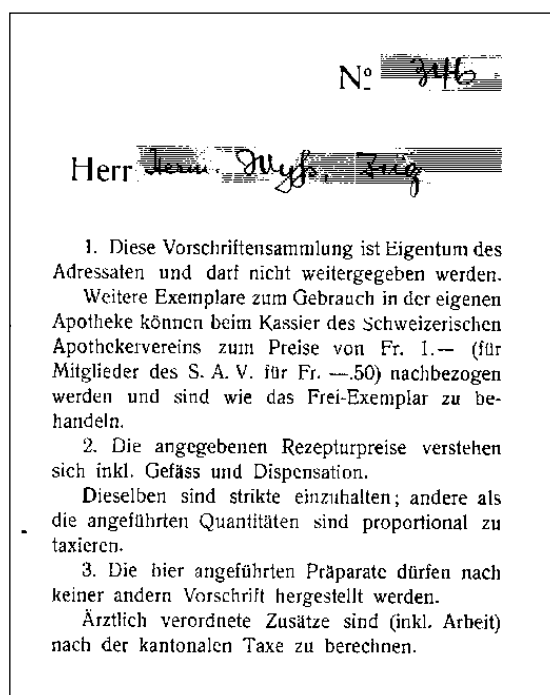 Nº 346
Herr Herm. Wyß, Zug
1. Diese Vorschriftensammlung ist Eigentum des
Adressaten und darf nicht weitergegeben werden.
Weitere Exemplare zum Gebrauch in der eigenen
Apotheke können beim Kassier des Schweizerischen
Apothekervereins zum Preise von Fr. 1.— (für
Mitglieder des S. A. V. für Fr. —.50) nachbezogen
werden und sind wie das Frei-Exemplar zu be-
handeln.
2. Die angegebenen Rezepturpreise verstehen
sich inkl. Gefäss und Dispensation.
Dieselben sind strikte einzuhalten; andere als
die angeführten Quantitäten sind proportional zu
taxieren.
3. Die hier angeführten Präparate dürfen nach
keiner andern Vorschrift hergestellt werden.
Ärztlich verordnete Zusätze sind (inkl. Arbeit)
nach der kantonalen Taxe zu berechnen.